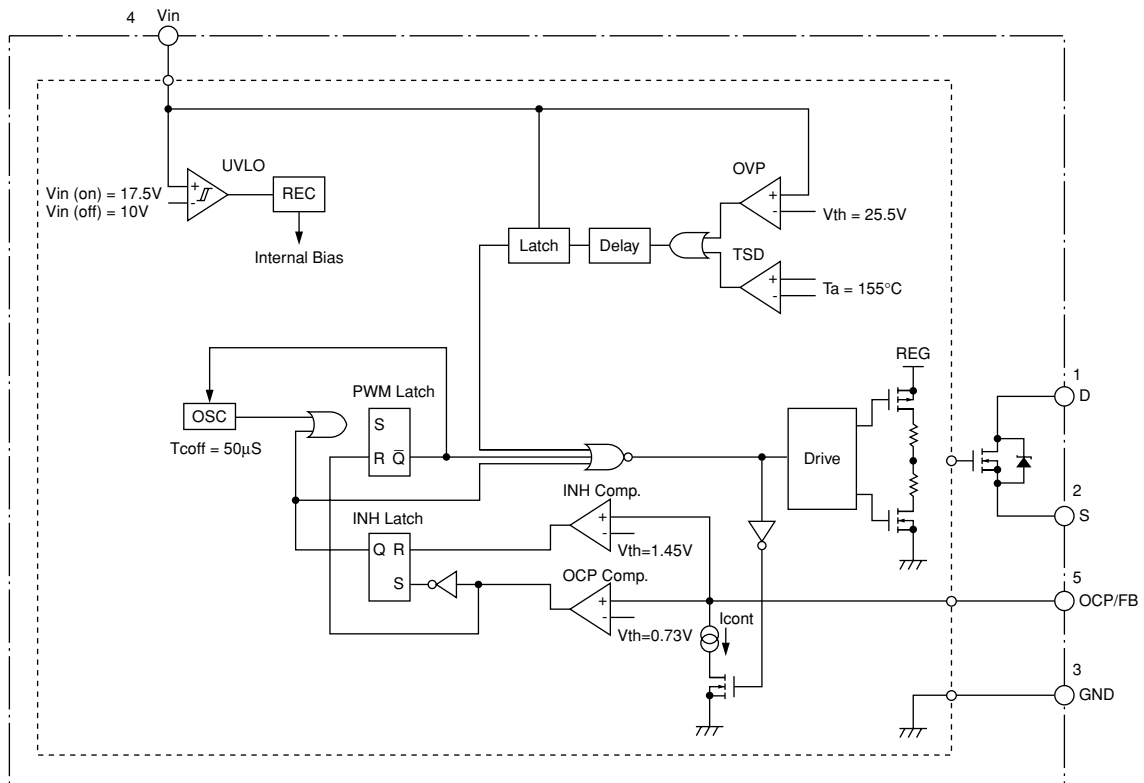 4 Vin
UVLO
Vin (on) = 17.5V
Vin (off) = 10V
+
-
REC
Internal Bias
OVP
+
-
Vth = 25.5V
Latch
Delay
TSD
+
-
Ta = 155°C
REG
1
D
PWM Latch
OSC
S
R Q̅
Tcoff = 50µS
Drive
2
S
INH Comp.
+
-
Vth=1.45V
INH Latch
Q R
S
OCP Comp.
+
-
Vth=0.73V
Icont
5
OCP/FB
3
GND